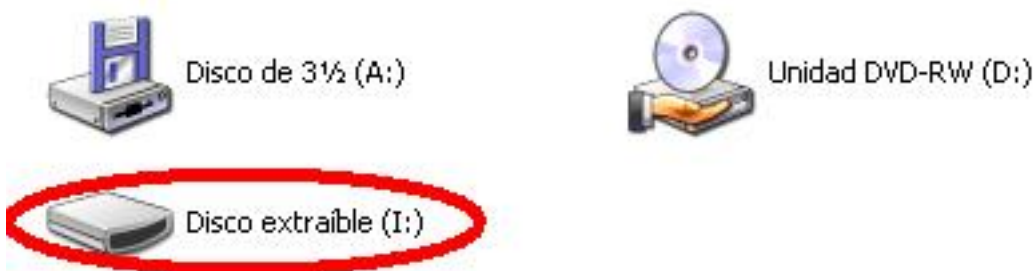 Disco de 3½ (A:)
Unidad DVD-RW (D:)
Disco extraíble (I:)